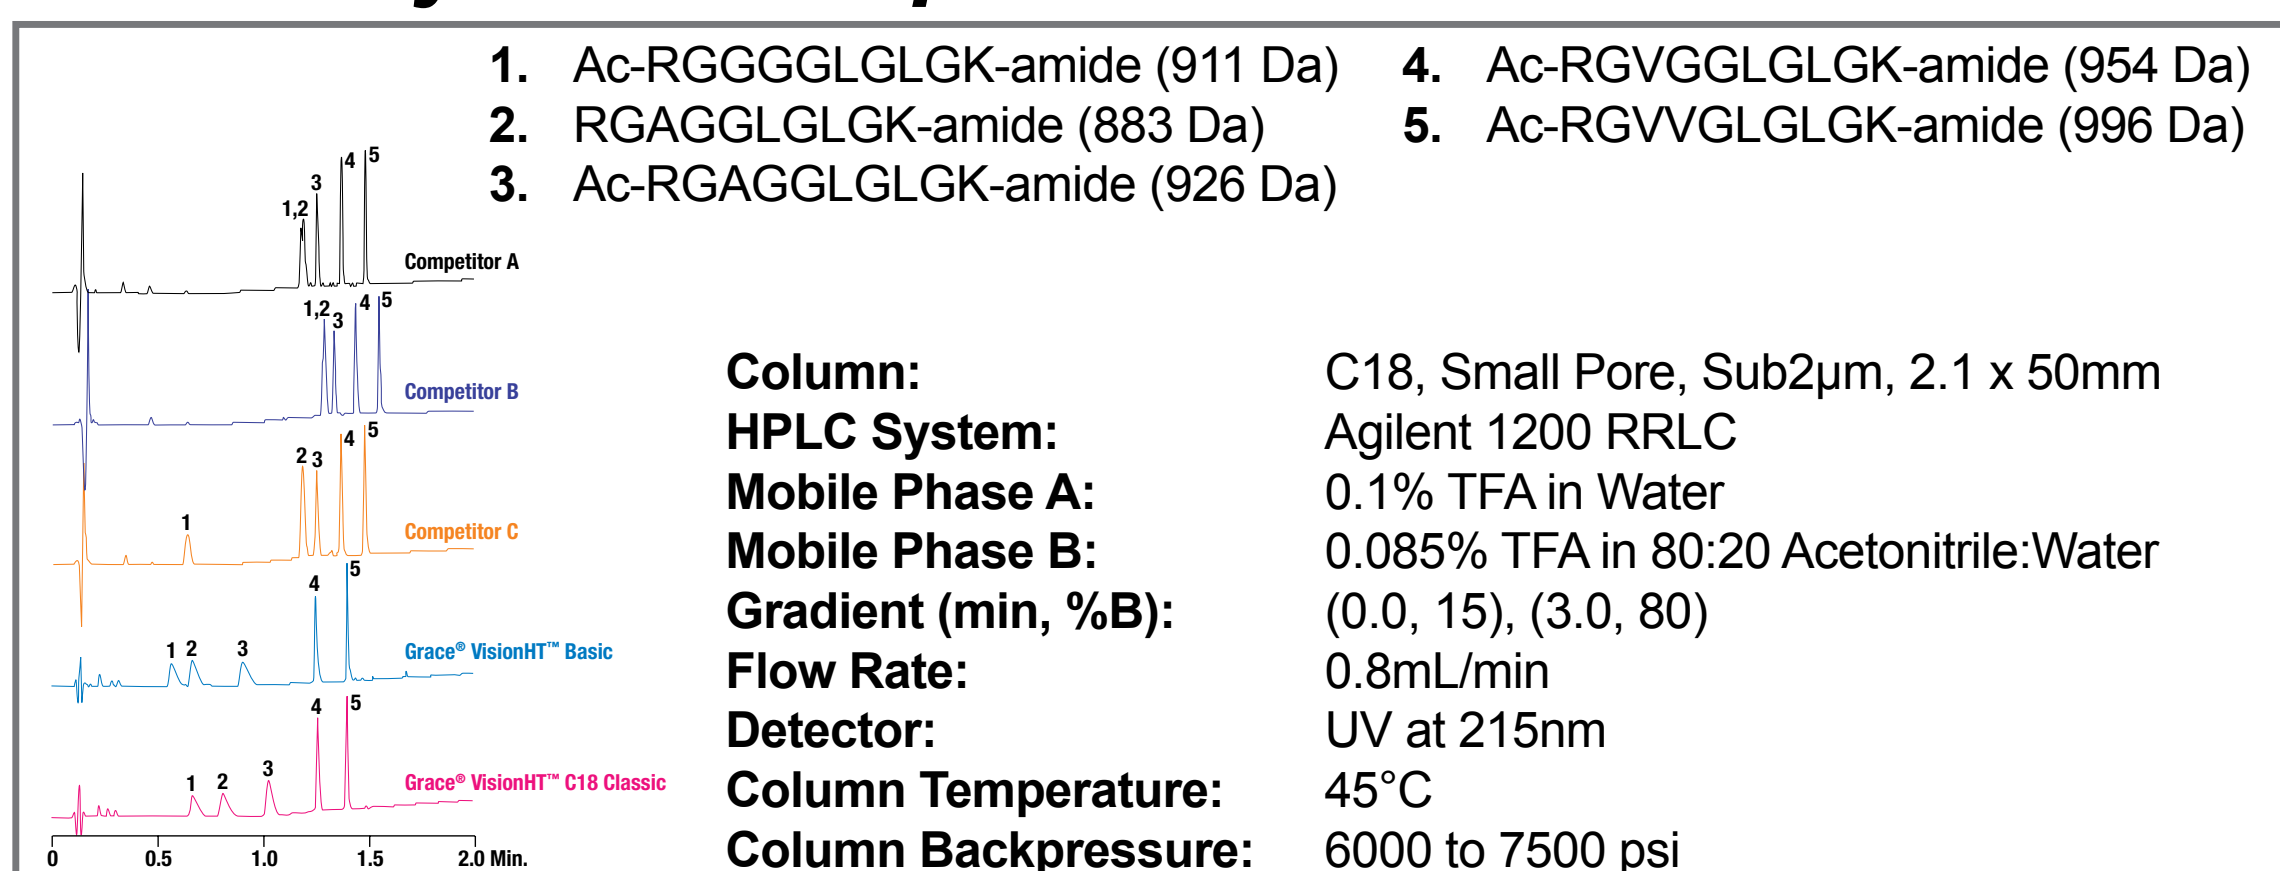 1. Ac-RGGGGLGLGK-amide (911 Da)
2. RGAGGLGLGK-amide (883 Da)
3. Ac-RGAGGLGLGK-amide (926 Da)
4. Ac-RGVGGLGLGK-amide (954 Da)
5. Ac-RGVVGLGLGK-amide (996 Da)
1,2
3
4
5
Competitor A
1,2
3
4
5
Competitor B
1
2
3
4
5
Competitor C
1
2
3
4
5
Grace® VisionHT™ Basic
1
2
3
4
5
Grace® VisionHT™ C18 Classic
0 0.5 1.0 1.5 2.0 Min.
Column: C18, Small Pore, Sub2µm, 2.1 x 50mm
HPLC System: Agilent 1200 RRLC
Mobile Phase A: 0.1% TFA in Water
Mobile Phase B: 0.085% TFA in 80:20 Acetonitrile:Water
Gradient (min, %B): (0.0, 15), (3.0, 80)
Flow Rate: 0.8mL/min
Detector: UV at 215nm
Column Temperature: 45°C
Column Backpressure: 6000 to 7500 psi